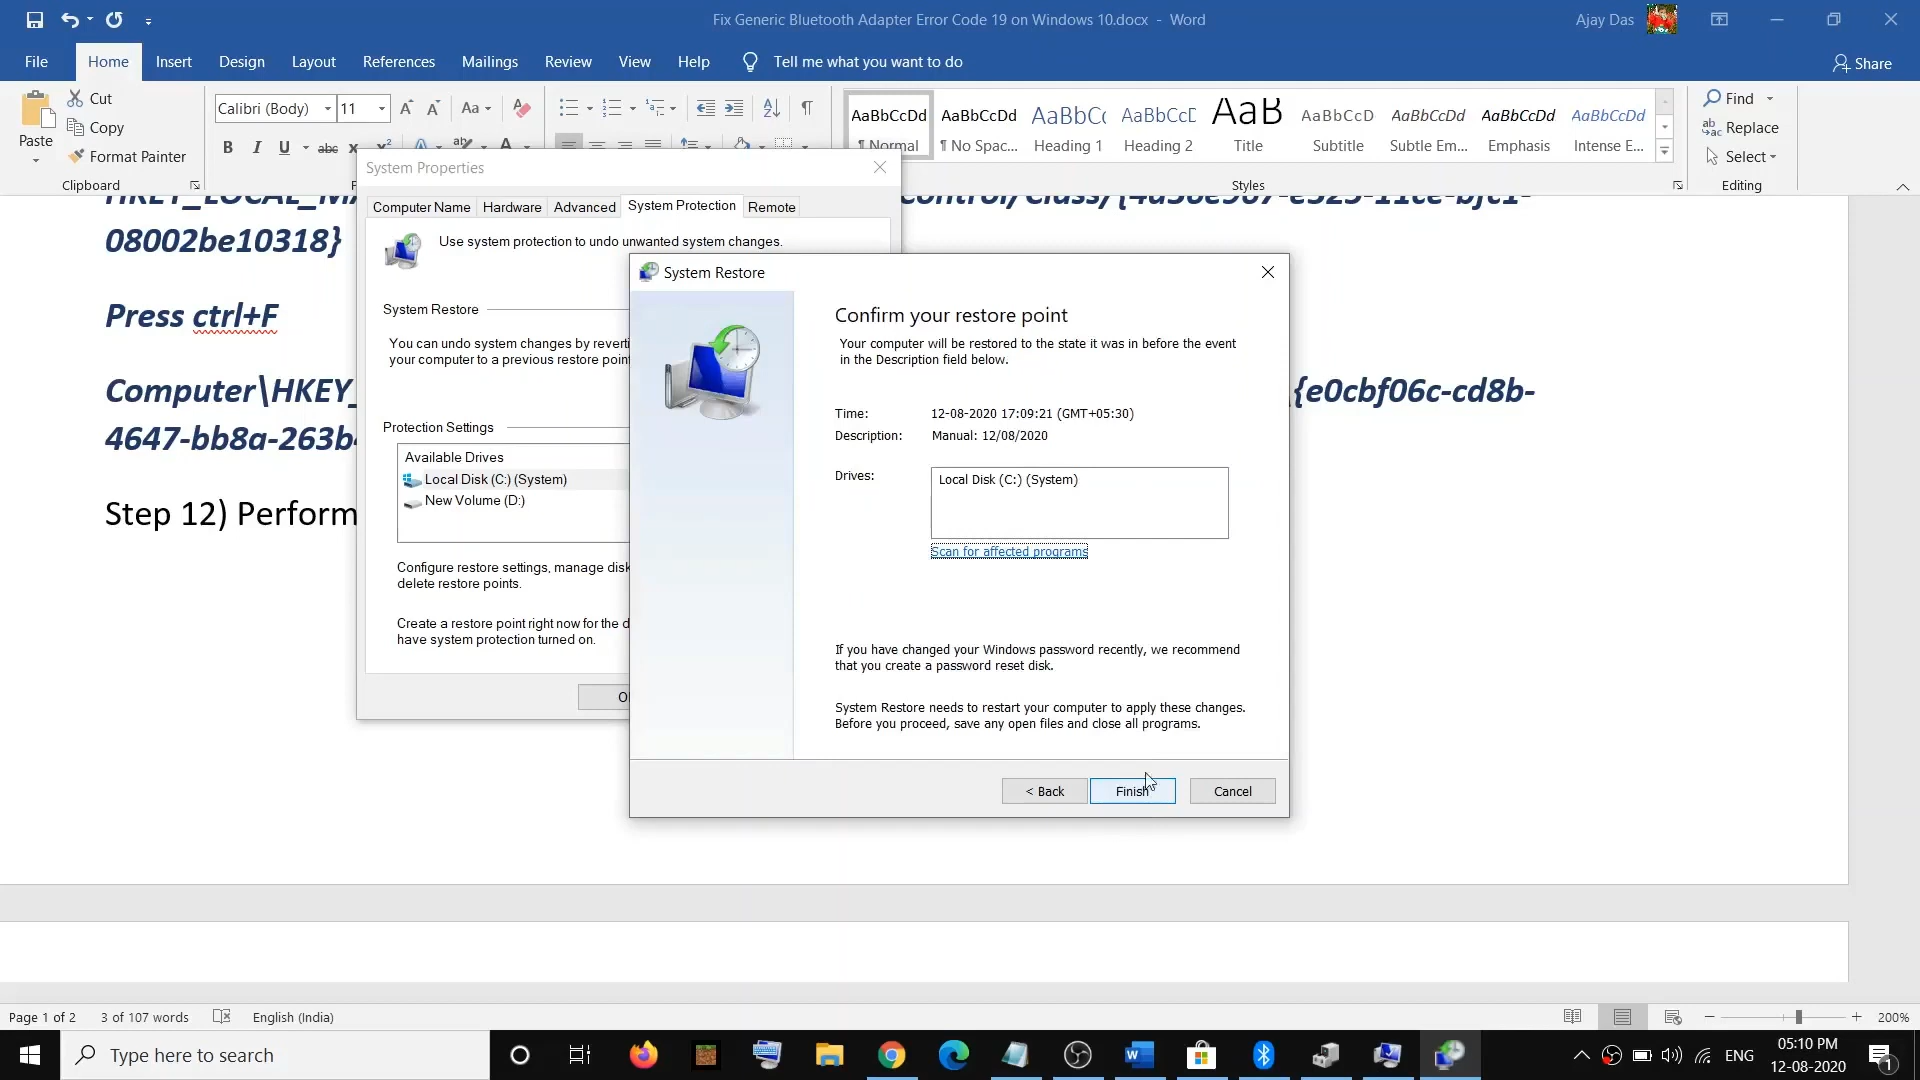 Fix Generic Bluetooth Adapter Error Code 19 on Windows 10.docx - Word
Ajay Das
File Home Insert Design Layout References Mailings Review View Help Tell me what you want to do
Share
Paste
Cut
Copy
Format Painter
Clipboard
Calibri (Body) 11
Aa
B I U abc
AaBbCcDd
¶ Normal
AaBbCcDd
¶ No Spac...
AaBbCc
Heading 1
AaBbCcD
Heading 2
AaB
Title
AaBbCcD
Subtitle
AaBbCcDd
Subtle Em...
AaBbCcDd
Emphasis
AaBbCcDd
Intense E...
Styles
Find
Replace
Select
Editing
08002be10318}
Press ctrl+F
Computer\HKEY_
{e0cbf06c-cd8b-
4647-bb8a-263b
Step 12) Perform
System Properties
Computer Name Hardware Advanced System Protection Remote
Use system protection to undo unwanted system changes.
System Restore
You can undo system changes by reverti
your computer to a previous restore poin
Protection Settings
Available Drives
Local Disk (C:) (System)
New Volume (D:)
Configure restore settings, manage disk
delete restore points.
Create a restore point right now for the d
have system protection turned on.
System Restore
Confirm your restore point
Your computer will be restored to the state it was in before the event
in the Description field below.
Time: 12-08-2020 17:09:21 (GMT+05:30)
Description: Manual: 12/08/2020
Drives: Local Disk (C:) (System)
Scan for affected programs
If you have changed your Windows password recently, we recommend
that you create a password reset disk.
System Restore needs to restart your computer to apply these changes.
Before you proceed, save any open files and close all programs.
< Back Finish Cancel
Page 1 of 2 3 of 107 words English (India)
200%
Type here to search
ENG
05:10 PM
12-08-2020
1